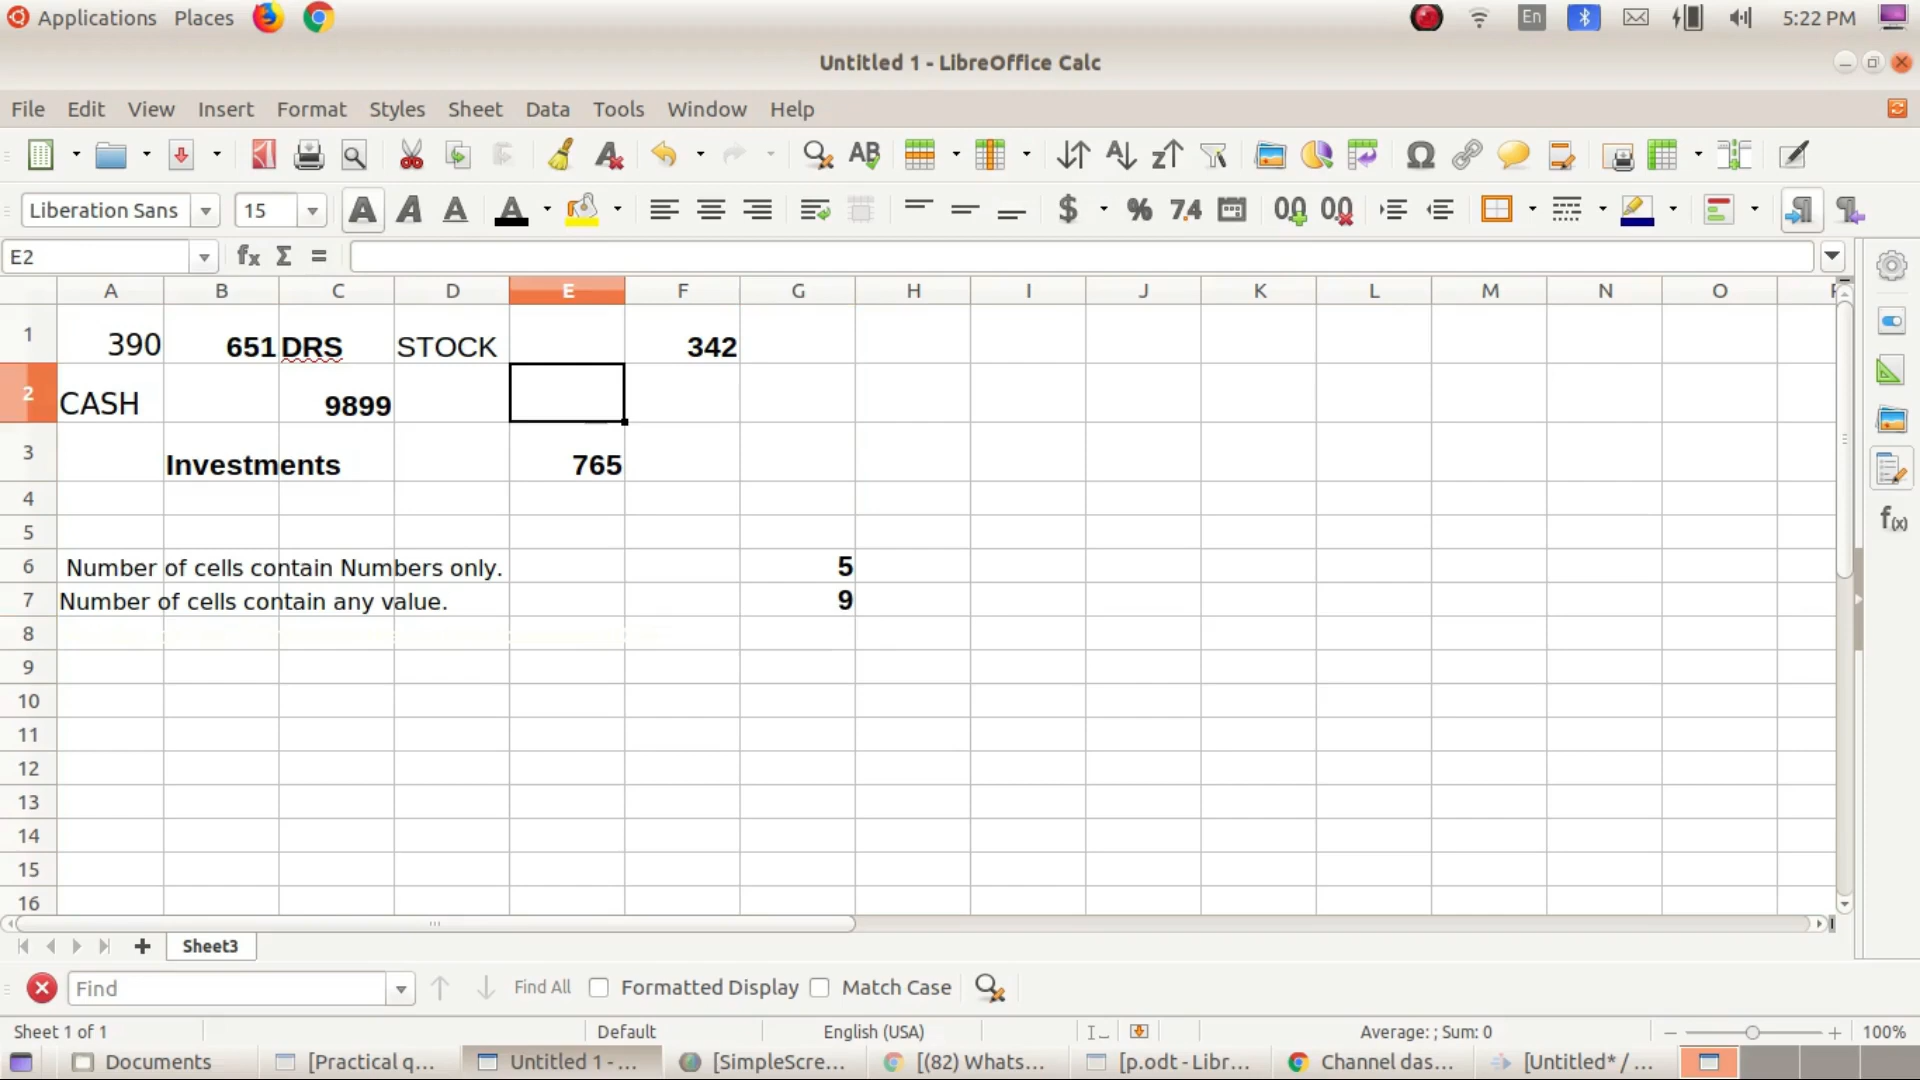 Applications Places En 5:22 PM
Untitled 1 - LibreOffice Calc
File Edit View Insert Format Styles Sheet Data Tools Window Help
Liberation Sans 15 $ % 7.4
E2 fx Σ =
A B C D E F G H I J K L M N O
1 390 651 DRS STOCK 342
2 CASH 9899
3 Investments 765
4
5
6 Number of cells contain Numbers only. 5
7 Number of cells contain any value. 9
8
9
10
11
12
13
14
15
16
Sheet3
Find Find All Formatted Display Match Case
Sheet 1 of 1 Default English (USA) Average: ; Sum: 0 100%
Documents [Practical q... Untitled 1 -... [SimpleScre... [(82) Whats... [p.odt - Libr... Channel das... [Untitled* / ...